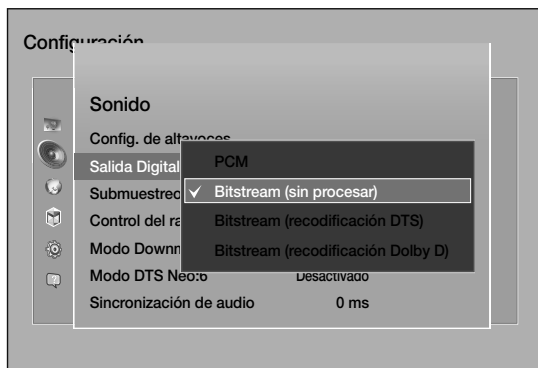 Configuración
Sonido
Config. de altavoces
Salida Digital
PCM
Submuestreo
✓ Bitstream (sin procesar)
Control del ra
Bitstream (recodificación DTS)
Modo Downm
Bitstream (recodificación Dolby D)
Modo DTS Neo:6 Desactivado
Sincronización de audio 0 ms